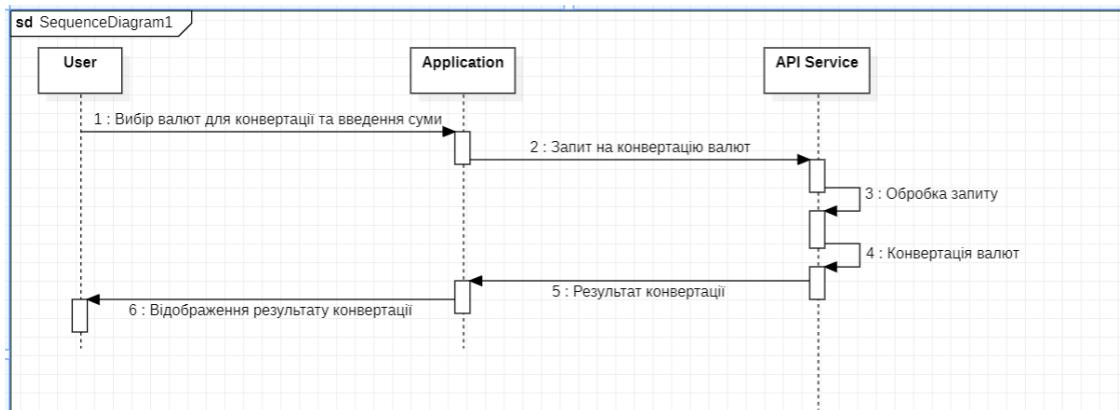 sd SequenceDiagram1
User
Application
API Service
1 : Вибір валют для конвертації та введення суми
2 : Запит на конвертацію валют
3 : Обробка запиту
4 : Конвертація валют
5 : Результат конвертації
6 : Відображення результату конвертації